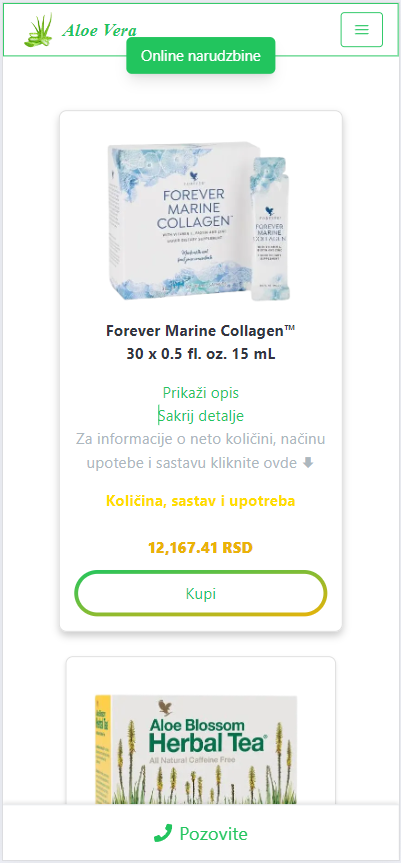 Aloe Vera
Online narudzbine
FOREVER
MARINE
COLLAGEN™
FOREVER
MARINE
COLLAGEN
Forever Marine Collagen™
30 x 0.5 fl. oz. 15 mL
Prikaži opis
Sakrij detalje
Za informacije o neto količini, načinu
upotebe i sastavu kliknite ovde
Količina, sastav i upotreba
12,167.41 RSD
Kupi
Aloe Blossom
Herbal Tea®
All Natural Caffeine Free
Pozovite